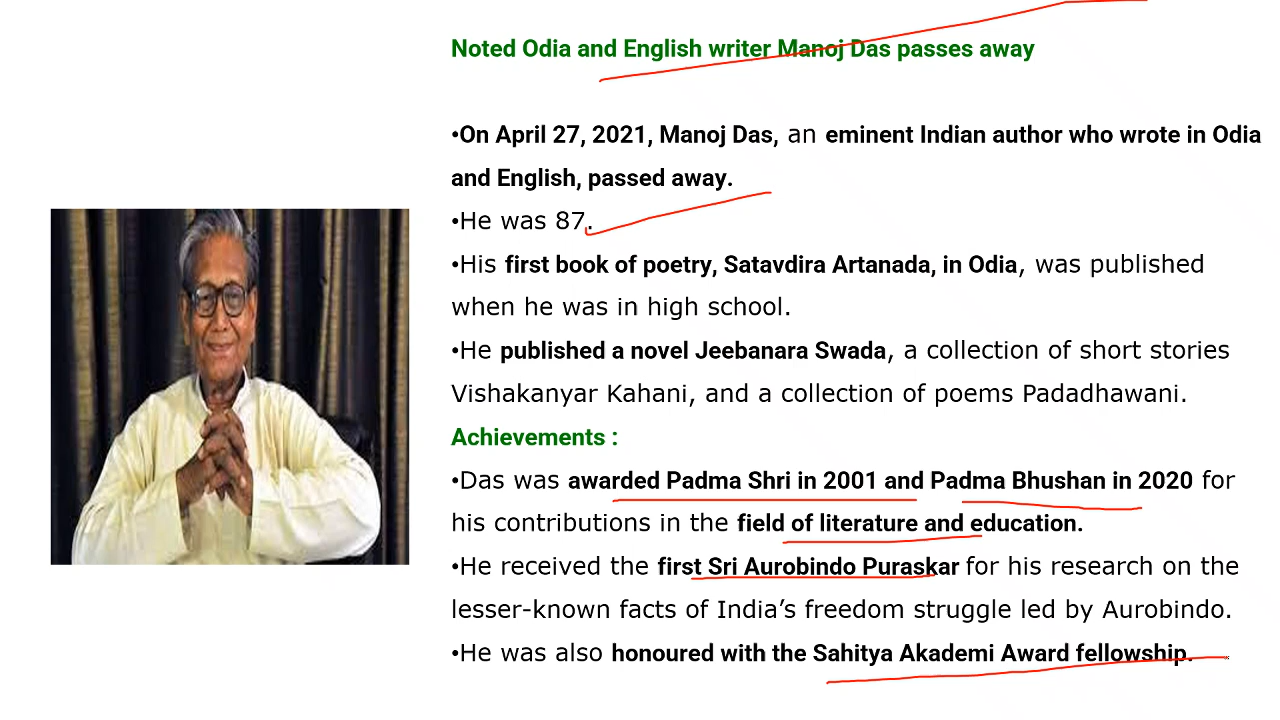 Noted Odia and English writer Manoj Das passes away
•On April 27, 2021, Manoj Das, an eminent Indian author who wrote in Odia
and English, passed away.
•He was 87.
•His first book of poetry, Satavdira Artanada, in Odia, was published
when he was in high school.
•He published a novel Jeebanara Swada, a collection of short stories
Vishakanyar Kahani, and a collection of poems Padadhawani.
Achievements :
•Das was awarded Padma Shri in 2001 and Padma Bhushan in 2020 for
his contributions in the field of literature and education.
•He received the first Sri Aurobindo Puraskar for his research on the
lesser-known facts of India’s freedom struggle led by Aurobindo.
•He was also honoured with the Sahitya Akademi Award fellowship.